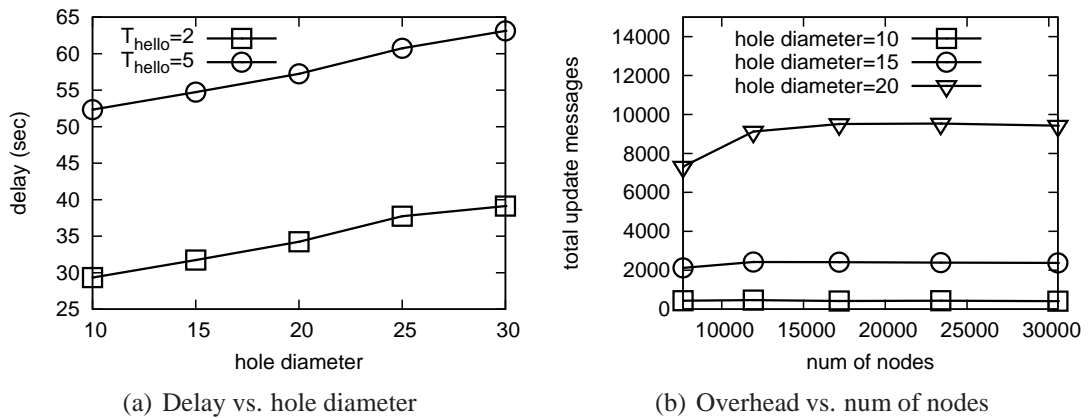 65
60
55
50
45
40
35
30
25
10 15 20 25 30
delay (sec)
hole diameter
T_hello=2
T_hello=5
(a) Delay vs. hole diameter
14000
12000
10000
8000
6000
4000
2000
0
10000 15000 20000 25000 30000
total update messages
num of nodes
hole diameter=10
hole diameter=15
hole diameter=20
(b) Overhead vs. num of nodes